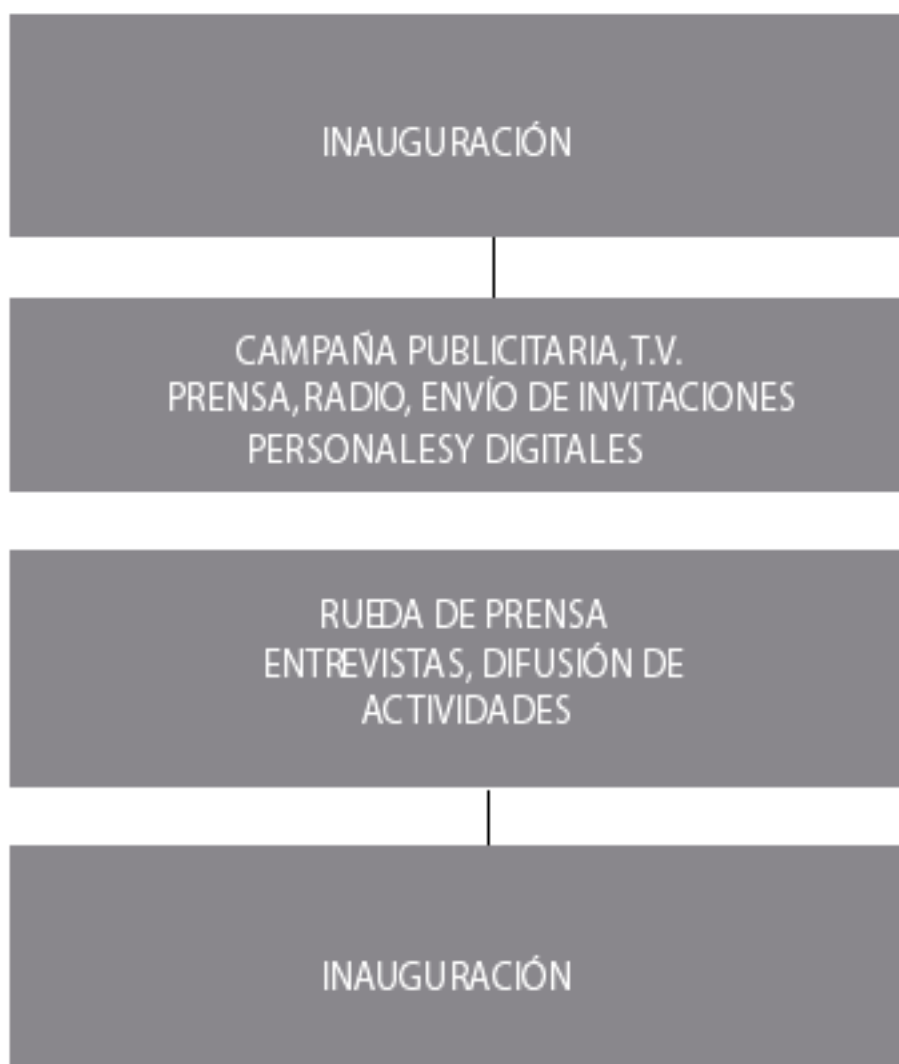 INAUGURACIÓN
CAMPAÑA PUBLICITARIA, T.V.
PRENSA, RADIO, ENVÍO DE INVITACIONES
PERSONALESY DIGITALES
RUEDA DE PRENSA
ENTREVISTAS, DIFUSIÓN DE
ACTIVIDADES
INAUGURACIÓN